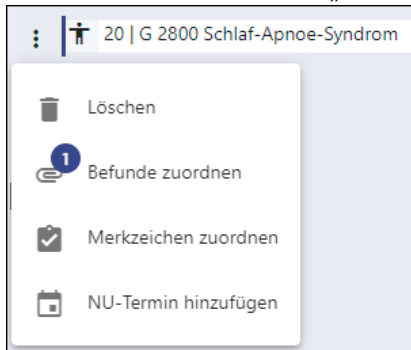 20 | G 2800 Schlaf-Apnoe-Syndrom
Löschen
1
Befunde zuordnen
Merkzeichen zuordnen
NU-Termin hinzufügen